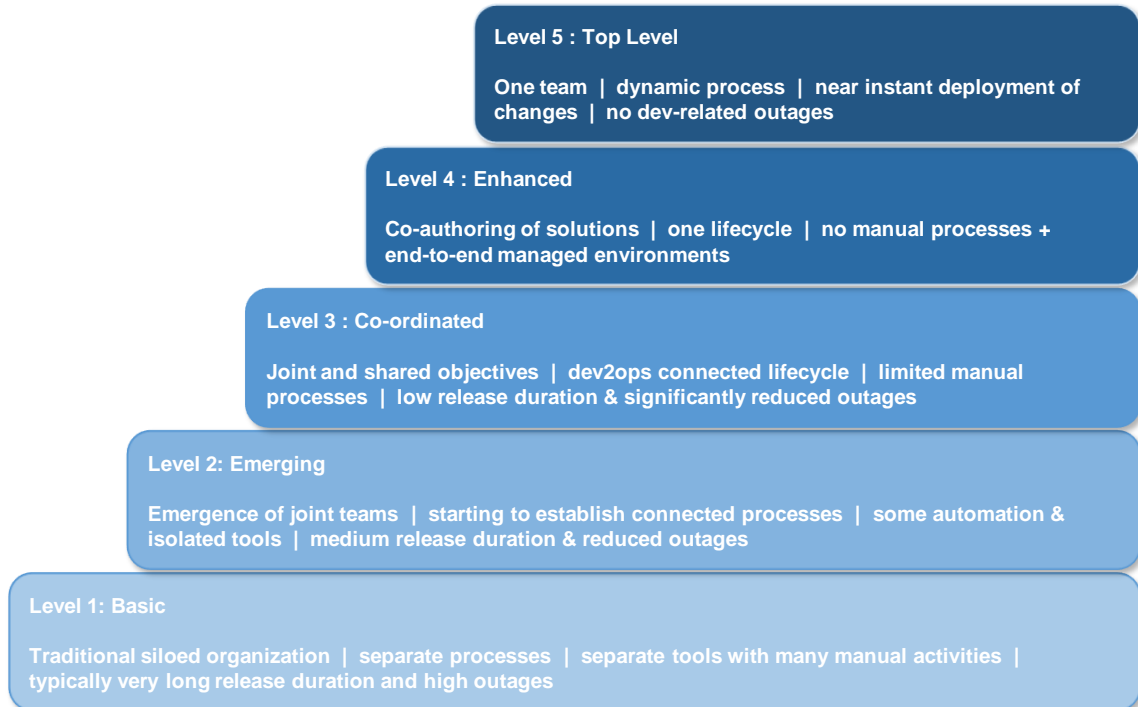 Level 5 : Top Level
One team | dynamic process | near instant deployment of
changes | no dev-related outages
Level 4 : Enhanced
Co-authoring of solutions | one lifecycle | no manual processes +
end-to-end managed environments
Level 3 : Co-ordinated
Joint and shared objectives | dev2ops connected lifecycle | limited manual
processes | low release duration & significantly reduced outages
Level 2: Emerging
Emergence of joint teams | starting to establish connected processes | some automation &
isolated tools | medium release duration & reduced outages
Level 1: Basic
Traditional siloed organization | separate processes | separate tools with many manual activities |
typically very long release duration and high outages